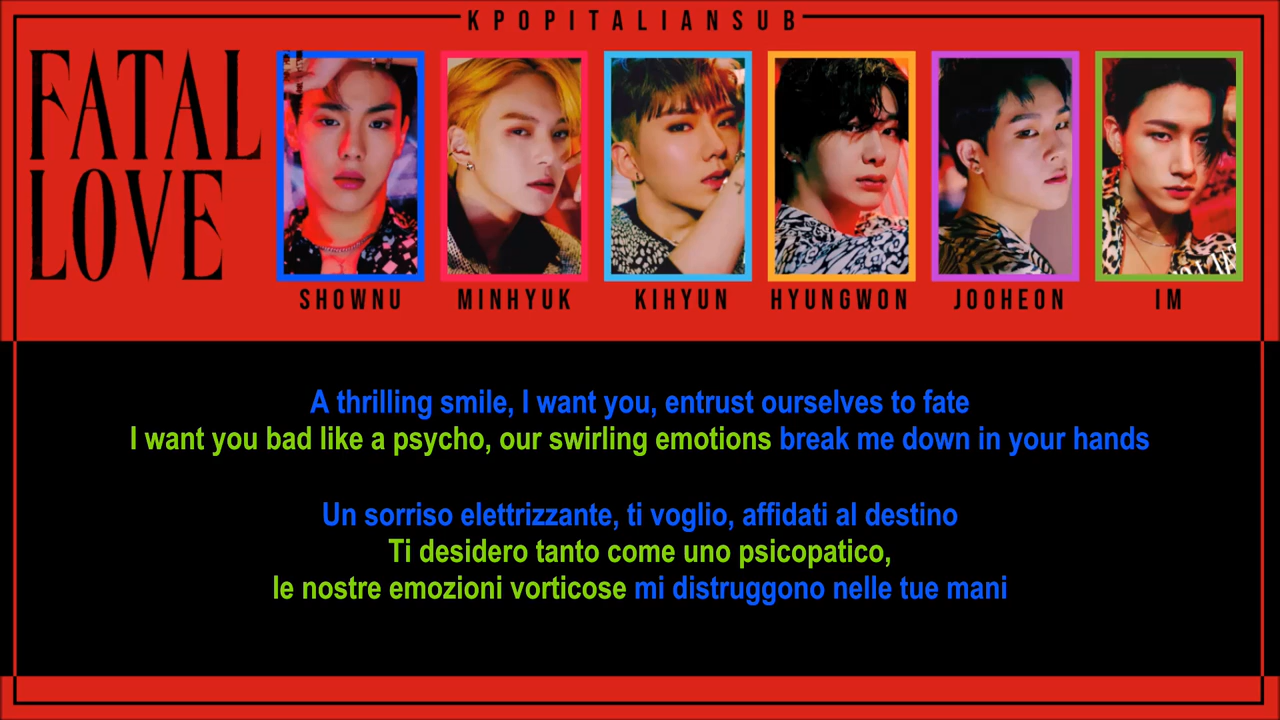 KPOPITALIANSUB
FATAL
LOVE
SHOWNU
MINHYUK
KIHYUN
HYUNGWON
JOOHEON
IM
A thrilling smile, I want you, entrust ourselves to fate
I want you bad like a psycho, our swirling emotions break me down in your hands
Un sorriso elettrizzante, ti voglio, affidati al destino
Ti desidero tanto come uno psicopatico,
le nostre emozioni vorticose mi distruggono nelle tue mani